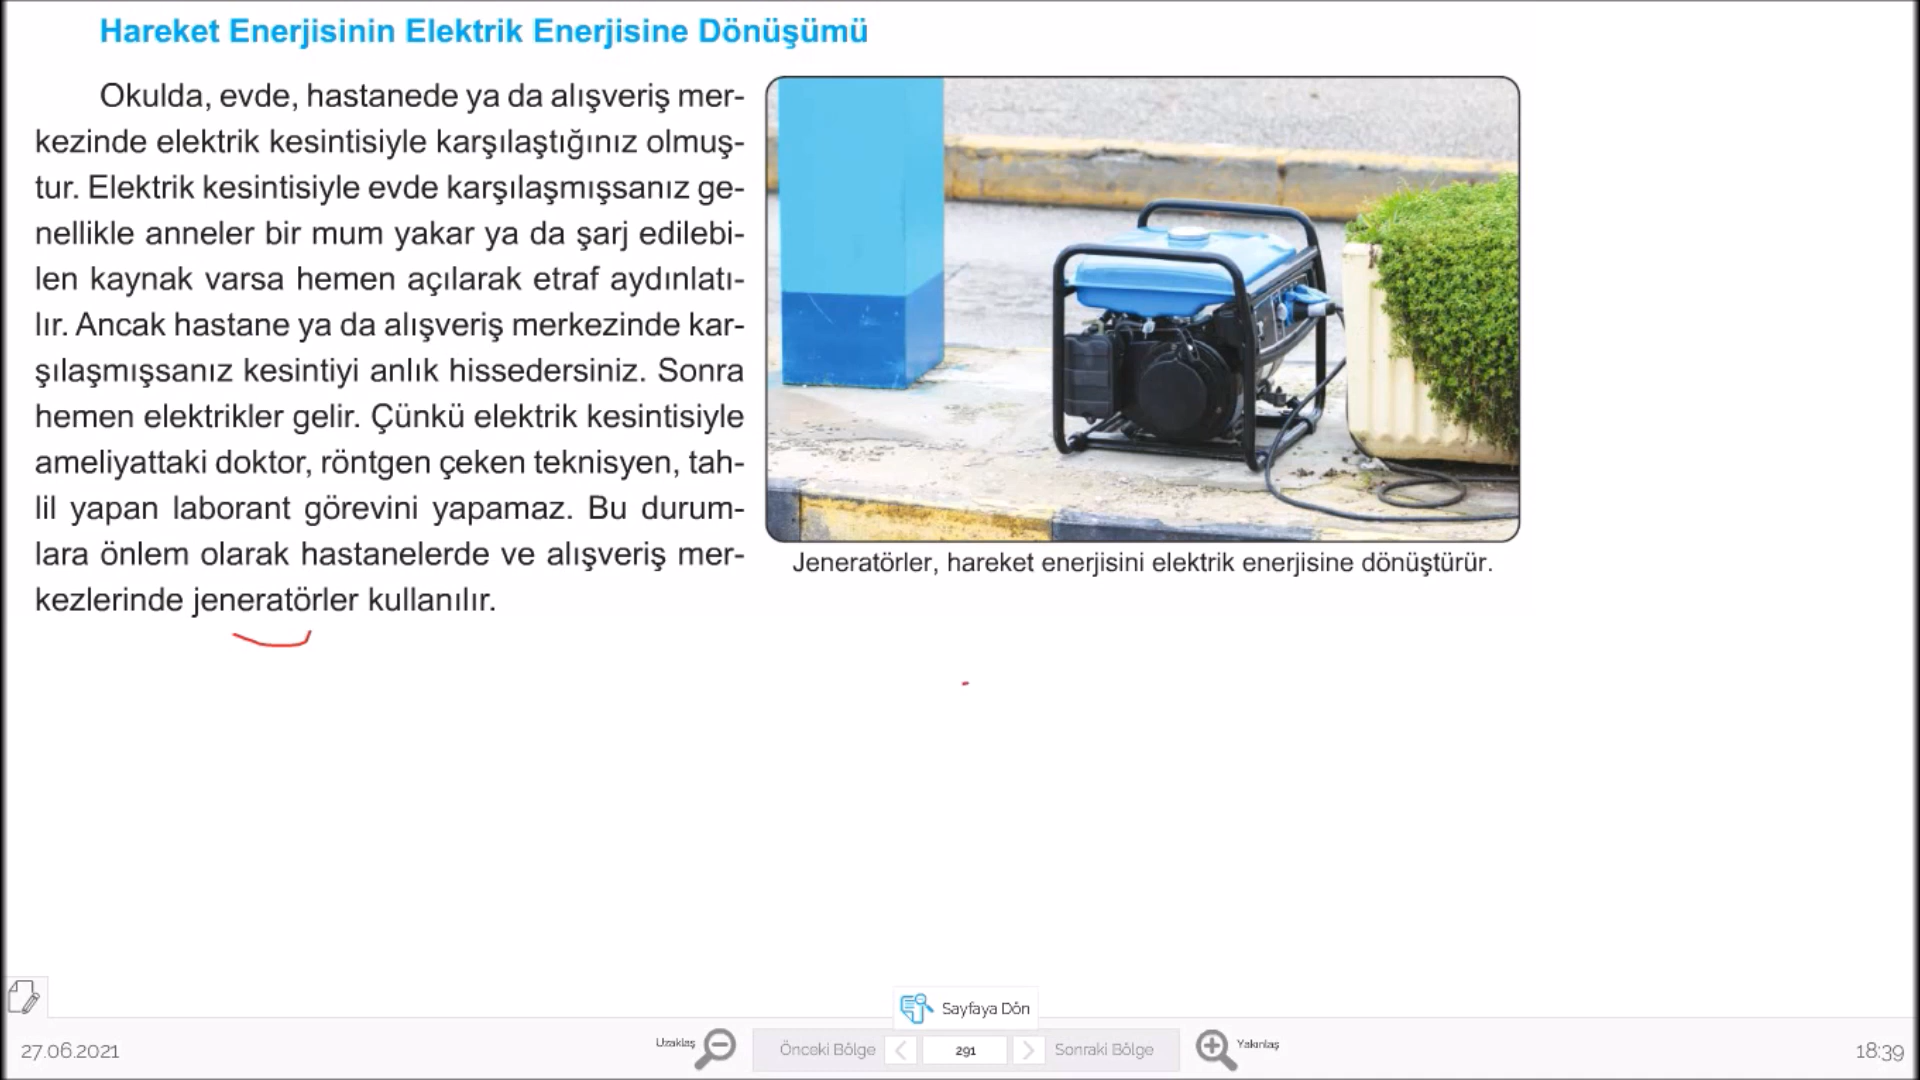 Hareket Enerjisinin Elektrik Enerjisine Dönüşümü
Okulda, evde, hastanede ya da alışveriş mer-
kezinde elektrik kesintisiyle karşılaştığınız olmuş-
tur. Elektrik kesintisiyle evde karşılaşmışsanız ge-
nellikle anneler bir mum yakar ya da şarj edilebi-
len kaynak varsa hemen açılarak etraf aydınlatı-
lır. Ancak hastane ya da alışveriş merkezinde kar-
şılaşmışsanız kesintiyi anlık hissedersiniz. Sonra
hemen elektrikler gelir. Çünkü elektrik kesintisiyle
ameliyattaki doktor, röntgen çeken teknisyen, tah-
lil yapan laborant görevini yapamaz. Bu durum-
lara önlem olarak hastanelerde ve alışveriş mer-
kezlerinde jeneratörler kullanılır.
Jeneratörler, hareket enerjisini elektrik enerjisine dönüştürür.
Sayfaya Dön
27.06.2021
Uzaklaş
Önceki Bölge
291
Sonraki Bölge
Yakınlaş
18:39